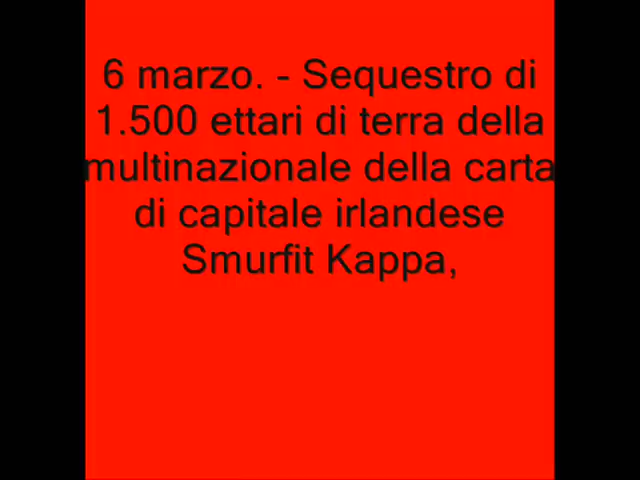 6 marzo. - Sequestro di
1.500 ettari di terra della
multinazionale della carta
di capitale irlandese
Smurfit Kappa,